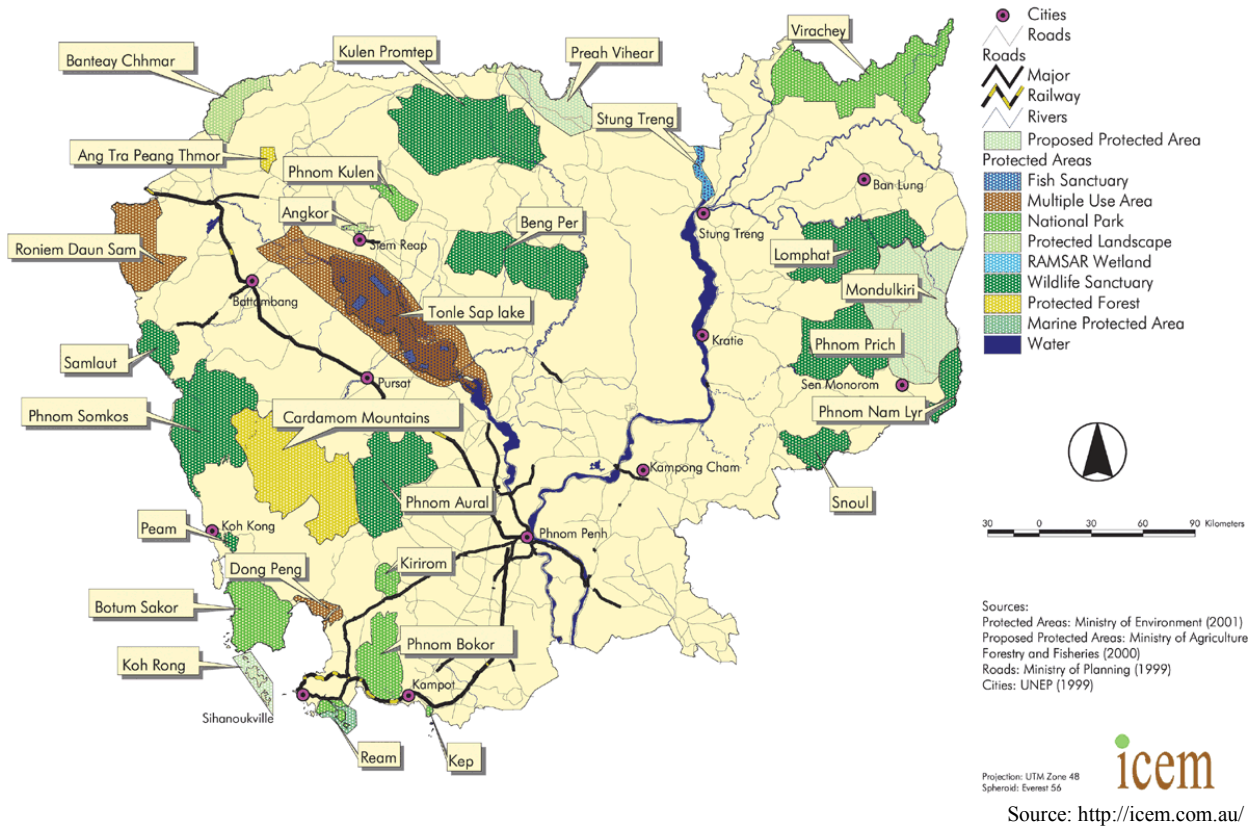 Banteay Chhmar
Kulen Promtep
Preah Vihear
Virachey
Stung Treng
Ang Tra Peang Thmor
Phnom Kulen
Ban Lung
Angkor
Siem Reap
Beng Per
Stung Treng
Roniem Daun Sam
Lomphat
Battambang
Mondulkiri
Tonle Sap lake
Kratie
Phnom Prich
Samlaut
Pursat
Sen Monorom
Phnom Somkos
Cardamom Mountains
Phnom Nam Lyr
Kampong Cham
Phnom Aural
Snoul
Peam
Koh Kong
Phnom Penh
Dong Peng
Kirirom
Botum Sakor
Phnom Bokor
Koh Rong
Kampot
Sihanoukville
Ream
Kep
Cities
Roads
Roads
Major
Railway
Rivers
Proposed Protected Area
Protected Areas
Fish Sanctuary
Multiple Use Area
National Park
Protected Landscape
RAMSAR Wetland
Wildlife Sanctuary
Protected Forest
Marine Protected Area
Water
30 0 30 60 90 Kilometers
Sources:
Protected Areas: Ministry of Environment (2001)
Proposed Protected Areas: Ministry of Agriculture
Forestry and Fisheries (2000)
Roads: Ministry of Planning (1999)
Cities: UNEP (1999)
Projection: UTM Zone 48
Spheroid: Everest 56
icem
Source: http://icem.com.au/